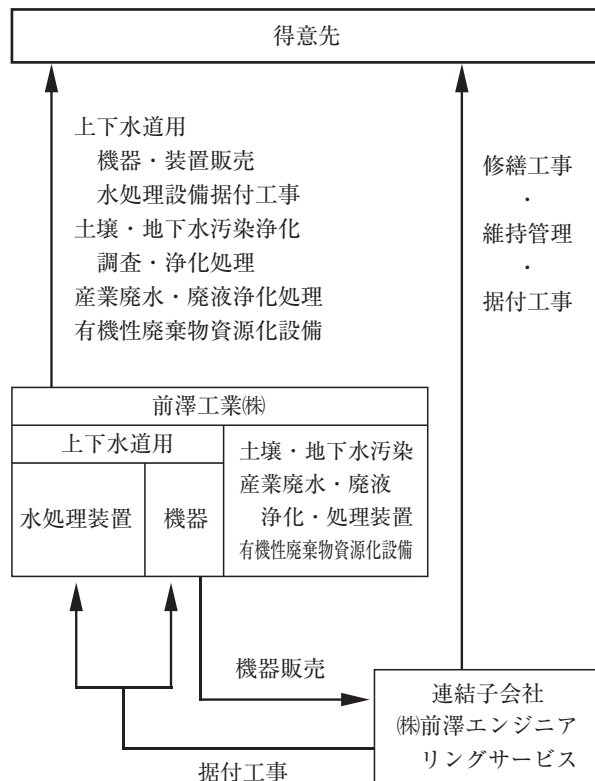 得意先
上下水道用
機器・装置販売
水処理設備据付工事
土壌・地下水汚染浄化
調査・浄化処理
産業廃水・廃液浄化処理
有機性廃棄物資源化設備
修繕工事
・
維持管理
・
据付工事
前澤工業㈱
上下水道用
水処理装置
機器
土壌・地下水汚染
産業廃水・廃液
浄化・処理装置
有機性廃棄物資源化設備
機器販売
連結子会社
㈱前澤エンジニア
リングサービス
据付工事